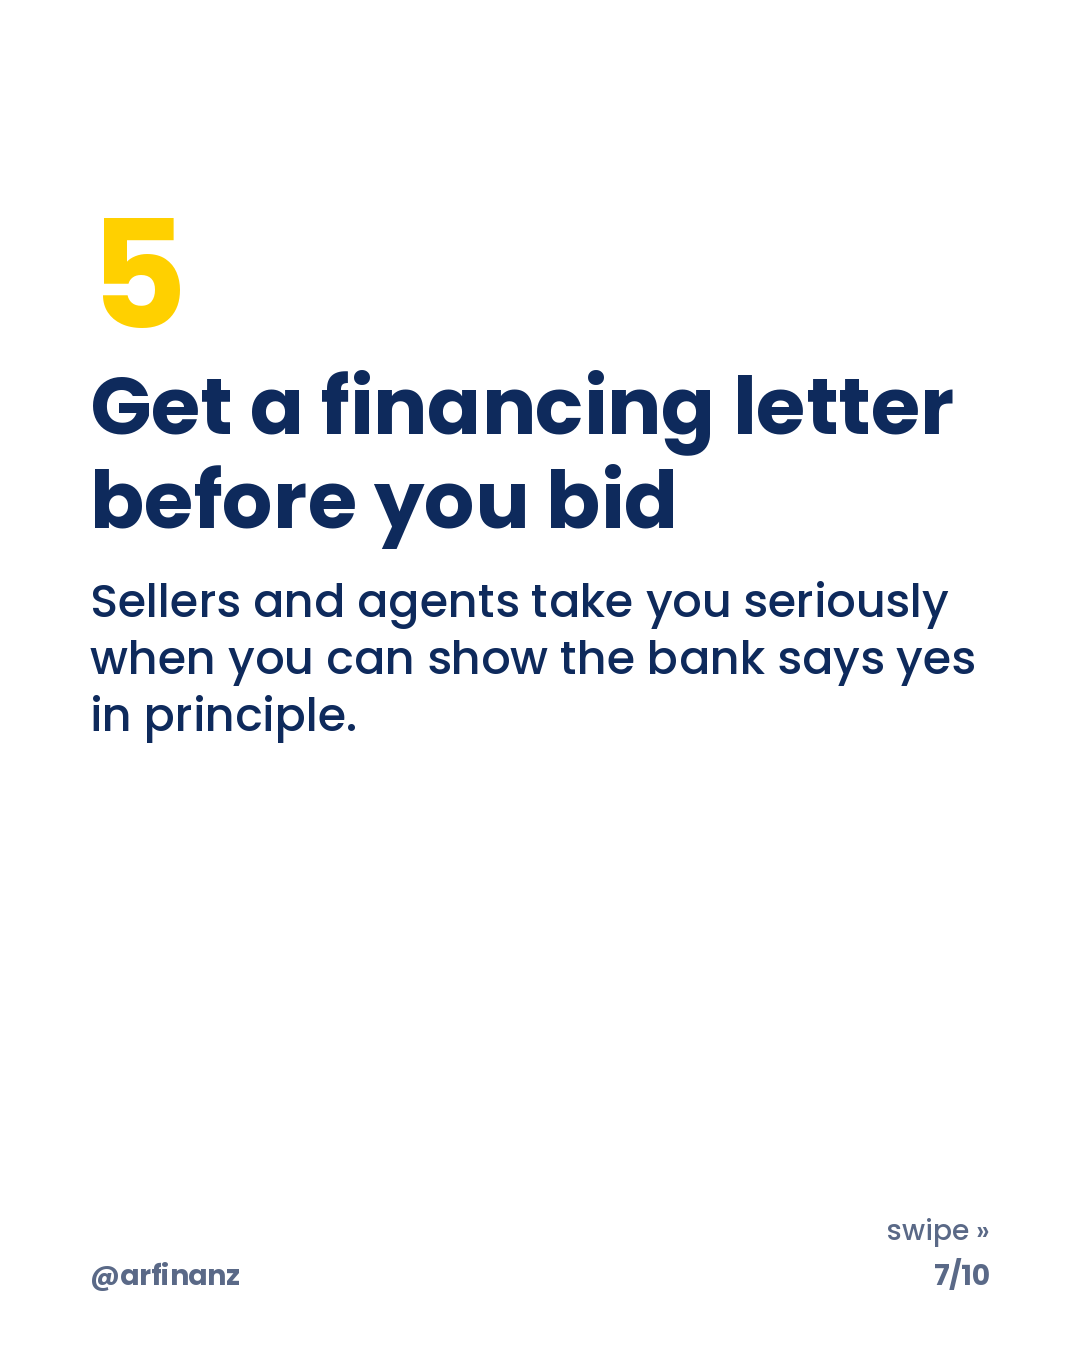 5
Get a financing letter
before you bid
Sellers and agents take you seriously
when you can show the bank says yes
in principle.
swipe »
@arfinanz
7/10